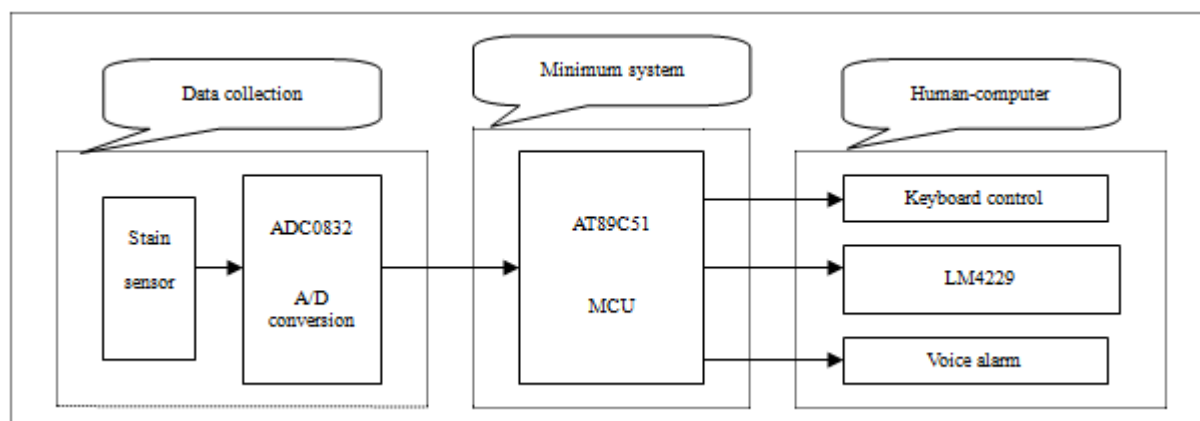 Data collection
Minimum system
Human-computer
Stain
sensor
ADC0832
A/D
conversion
AT89C51
MCU
Keyboard control
LM4229
Voice alarm